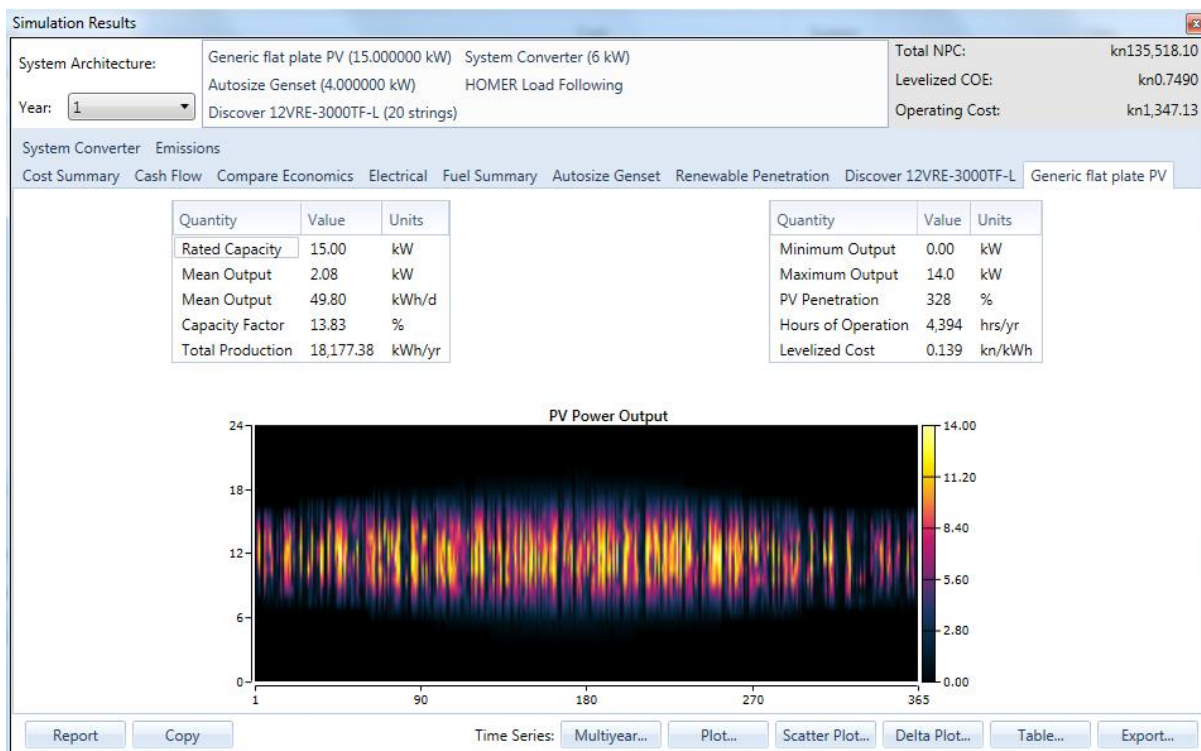 Simulation Results
System Architecture:
Generic flat plate PV (15.000000 kW) System Converter (6 kW)
Autosize Genset (4.000000 kW) HOMER Load Following
Discover 12VRE-3000TF-L (20 strings)
Year: 1
Total NPC: kn135,518.10
Levelized COE: kn0.7490
Operating Cost: kn1,347.13
System Converter Emissions
Cost Summary Cash Flow Compare Economics Electrical Fuel Summary Autosize Genset Renewable Penetration Discover 12VRE-3000TF-L Generic flat plate PV
Quantity Value Units
Rated Capacity 15.00 kW
Mean Output 2.08 kW
Mean Output 49.80 kWh/d
Capacity Factor 13.83 %
Total Production 18,177.38 kWh/yr
Quantity Value Units
Minimum Output 0.00 kW
Maximum Output 14.0 kW
PV Penetration 328 %
Hours of Operation 4,394 hrs/yr
Levelized Cost 0.139 kn/kWh
PV Power Output
24
18
12
6
0
1 90 180 270 365
14.00
11.20
8.40
5.60
2.80
0.00
Report Copy Time Series: Multiyear... Plot... Scatter Plot... Delta Plot... Table... Export...